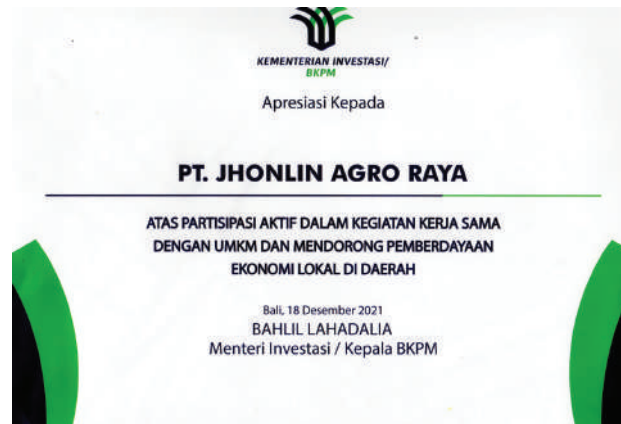 KEMENTERIAN INVESTASI/
BKPM
Apresiasi Kepada
PT. JHONLIN AGRO RAYA
ATAS PARTISIPASI AKTIF DALAM KEGIATAN KERJA SAMA
DENGAN UMKM DAN MENDORONG PEMBERDAYAAN
EKONOMI LOKAL DI DAERAH
Bali, 18 Desember 2021
BAHLIL LAHADALIA
Menteri Investasi / Kepala BKPM